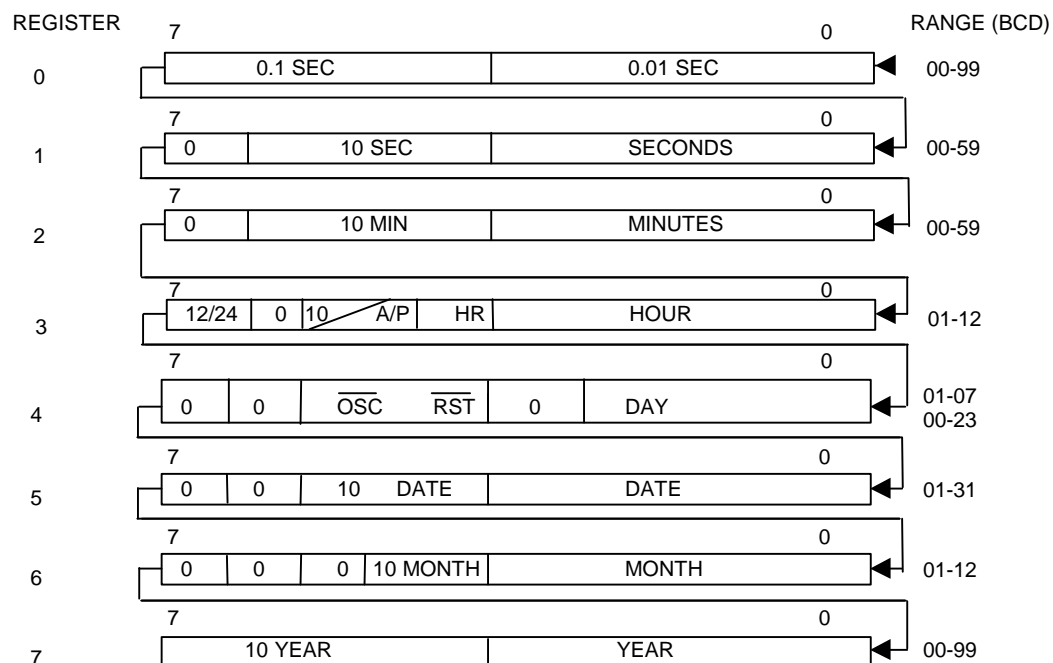 REGISTER 7 0 RANGE (BCD)
0 0.1 SEC 0.01 SEC 00-99
7 0
1 0 10 SEC SECONDS 00-59
7 0
2 0 10 MIN MINUTES 00-59
7 0
3 12/24 0 10 A/P HR HOUR 01-12
7 0
4 0 0 OSC RST 0 DAY 01-07
00-23
7 0
5 0 0 10 DATE DATE 01-31
7 0
6 0 0 0 10 MONTH MONTH 01-12
7 0
7 10 YEAR YEAR 00-99